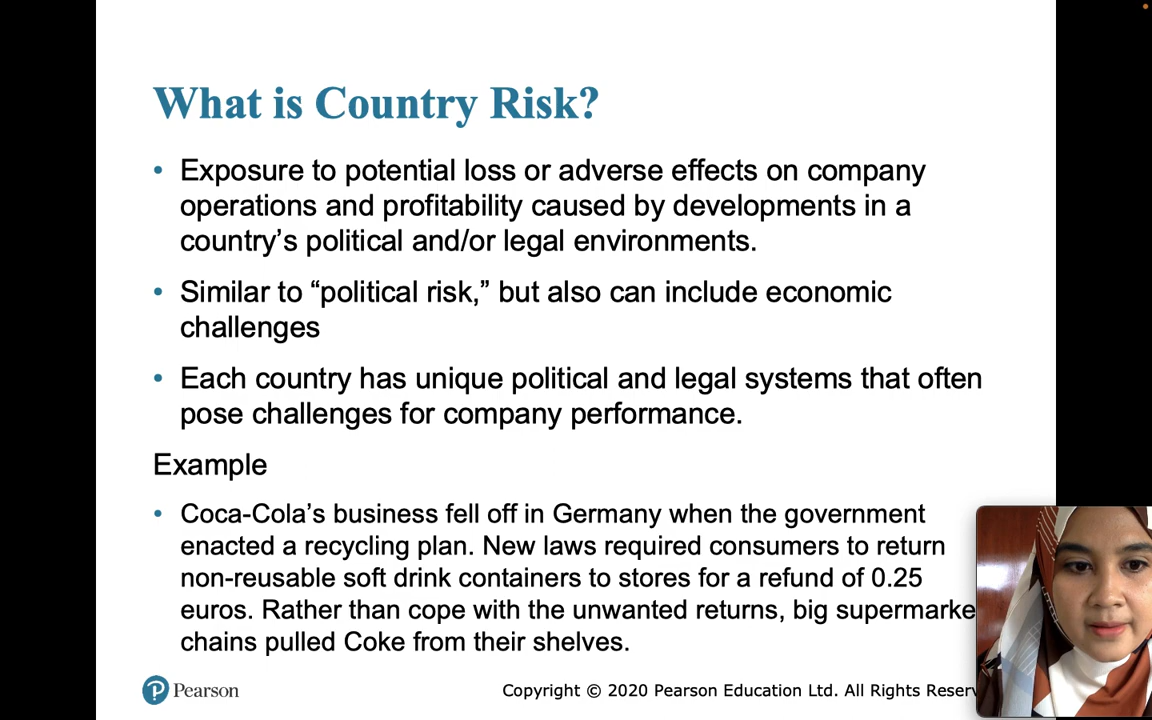 What is Country Risk?
• Exposure to potential loss or adverse effects on company
operations and profitability caused by developments in a
country’s political and/or legal environments.
• Similar to “political risk,” but also can include economic
challenges
• Each country has unique political and legal systems that often
pose challenges for company performance.
Example
• Coca-Cola’s business fell off in Germany when the government
enacted a recycling plan. New laws required consumers to return
non-reusable soft drink containers to stores for a refund of 0.25
euros. Rather than cope with the unwanted returns, big supermarke
chains pulled Coke from their shelves.
P Pearson
Copyright © 2020 Pearson Education Ltd. All Rights Reserv